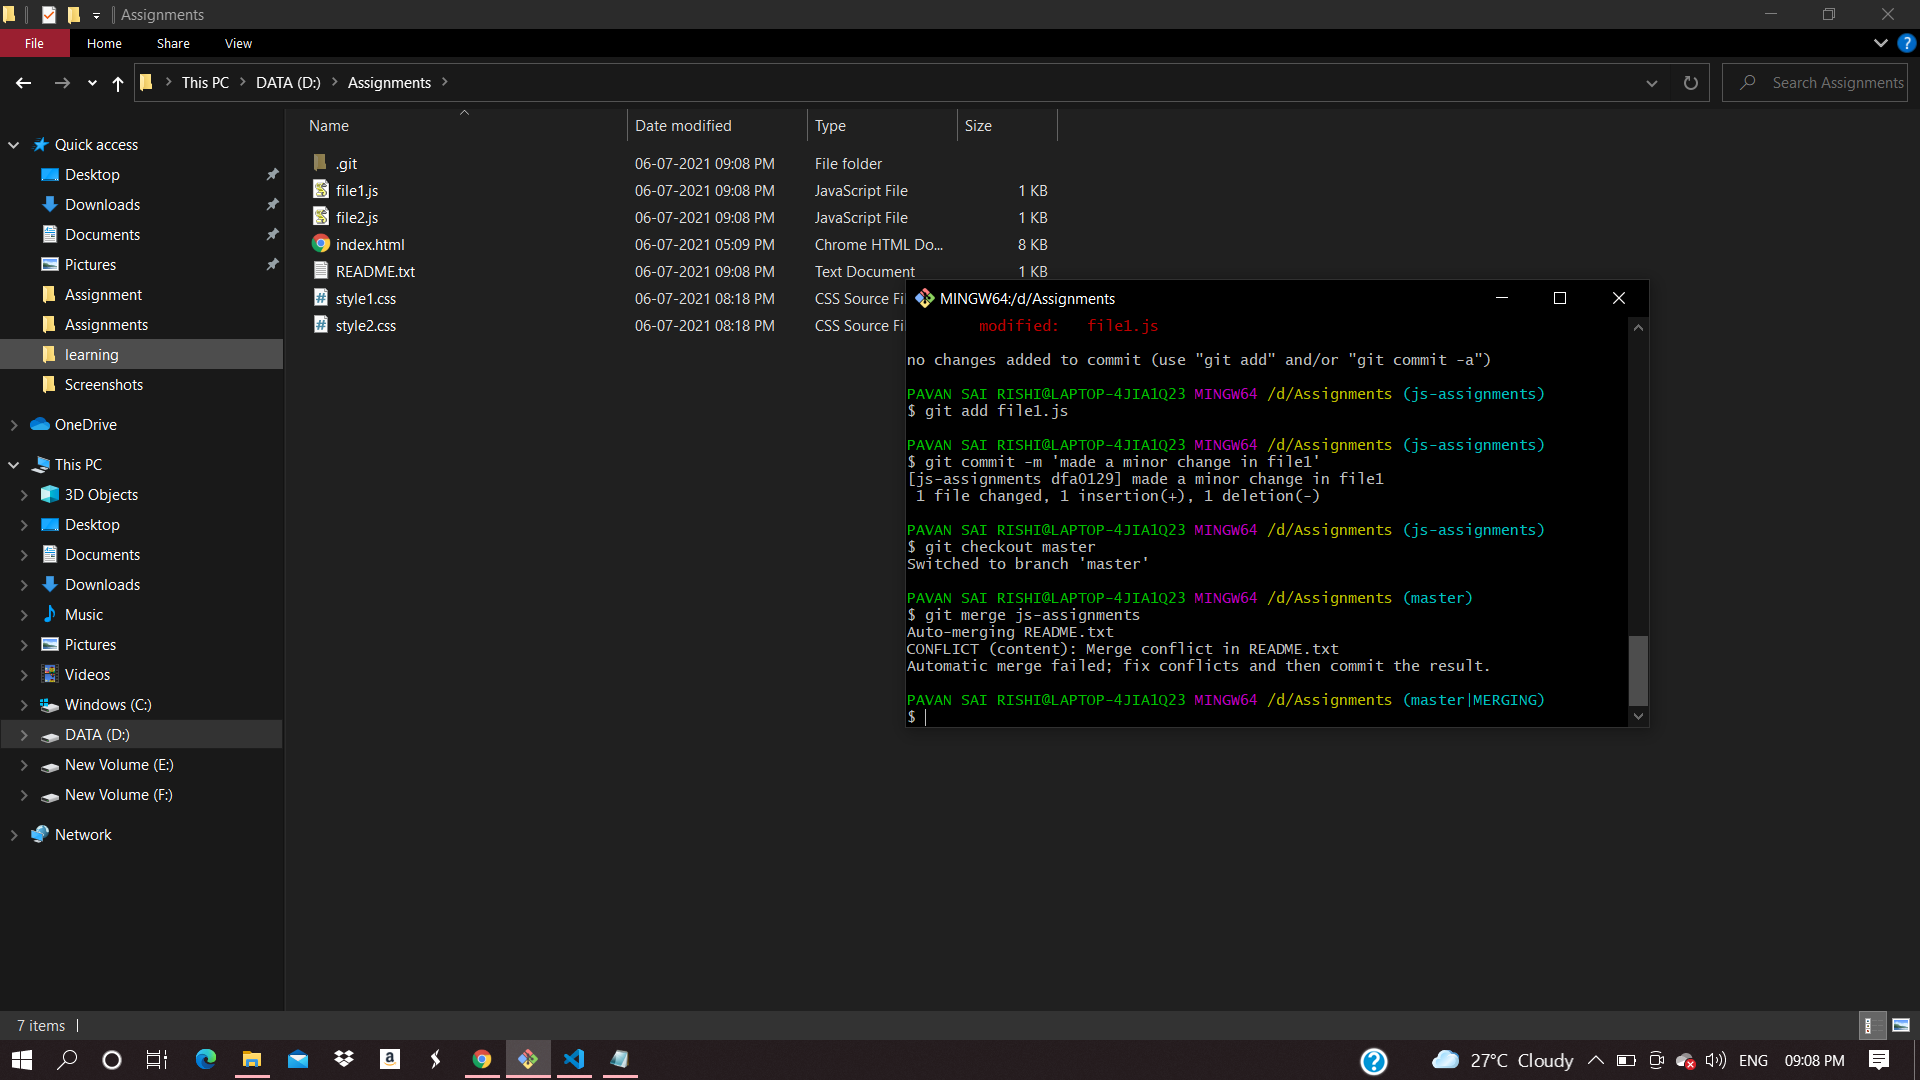 Assignments
File Home Share View
This PC DATA (D:) Assignments
Search Assignments
Name Date modified Type Size
Quick access
Desktop
Downloads
Documents
Pictures
Assignment
Assignments
learning
Screenshots
OneDrive
This PC
3D Objects
Desktop
Documents
Downloads
Music
Pictures
Videos
Windows (C:)
DATA (D:)
New Volume (E:)
New Volume (F:)
Network
.git 06-07-2021 09:08 PM File folder
file1.js 06-07-2021 09:08 PM JavaScript File 1 KB
file2.js 06-07-2021 09:08 PM JavaScript File 1 KB
index.html 06-07-2021 05:09 PM Chrome HTML Do... 8 KB
README.txt 06-07-2021 09:08 PM Text Document 1 KB
style1.css 06-07-2021 08:18 PM CSS Source Fi
style2.css 06-07-2021 08:18 PM CSS Source Fi
MINGW64:/d/Assignments
modified: file1.js
no changes added to commit (use "git add" and/or "git commit -a")
PAVAN SAI RISHI@LAPTOP-4JIA1Q23 MINGW64 /d/Assignments (js-assignments)
$ git add file1.js
PAVAN SAI RISHI@LAPTOP-4JIA1Q23 MINGW64 /d/Assignments (js-assignments)
$ git commit -m 'made a minor change in file1'
[js-assignments dfa0129] made a minor change in file1
1 file changed, 1 insertion(+), 1 deletion(-)
PAVAN SAI RISHI@LAPTOP-4JIA1Q23 MINGW64 /d/Assignments (js-assignments)
$ git checkout master
Switched to branch 'master'
PAVAN SAI RISHI@LAPTOP-4JIA1Q23 MINGW64 /d/Assignments (master)
$ git merge js-assignments
Auto-merging README.txt
CONFLICT (content): Merge conflict in README.txt
Automatic merge failed; fix conflicts and then commit the result.
PAVAN SAI RISHI@LAPTOP-4JIA1Q23 MINGW64 /d/Assignments (master|MERGING)
$
7 items
27°C Cloudy ENG 09:08 PM